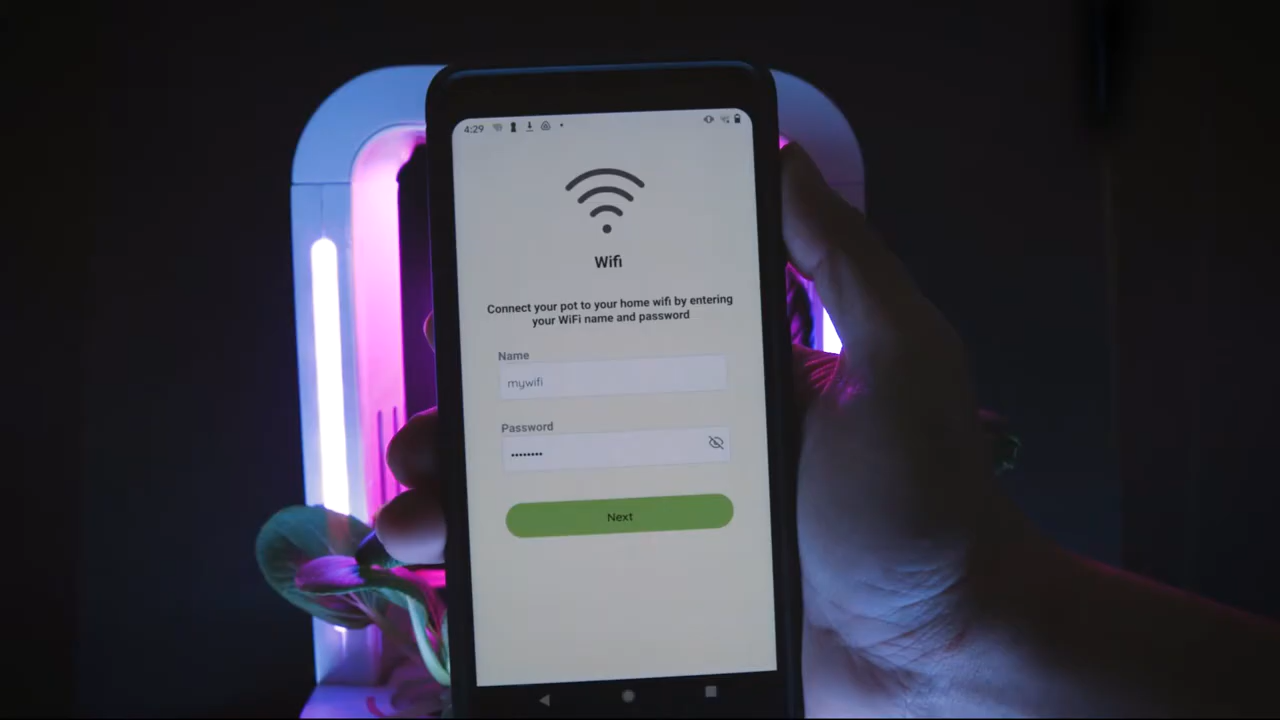 4:29
Wifi
Connect your pot to your home wifi by entering
your WiFi name and password
Name
mywifi
Password
••••••••
Next